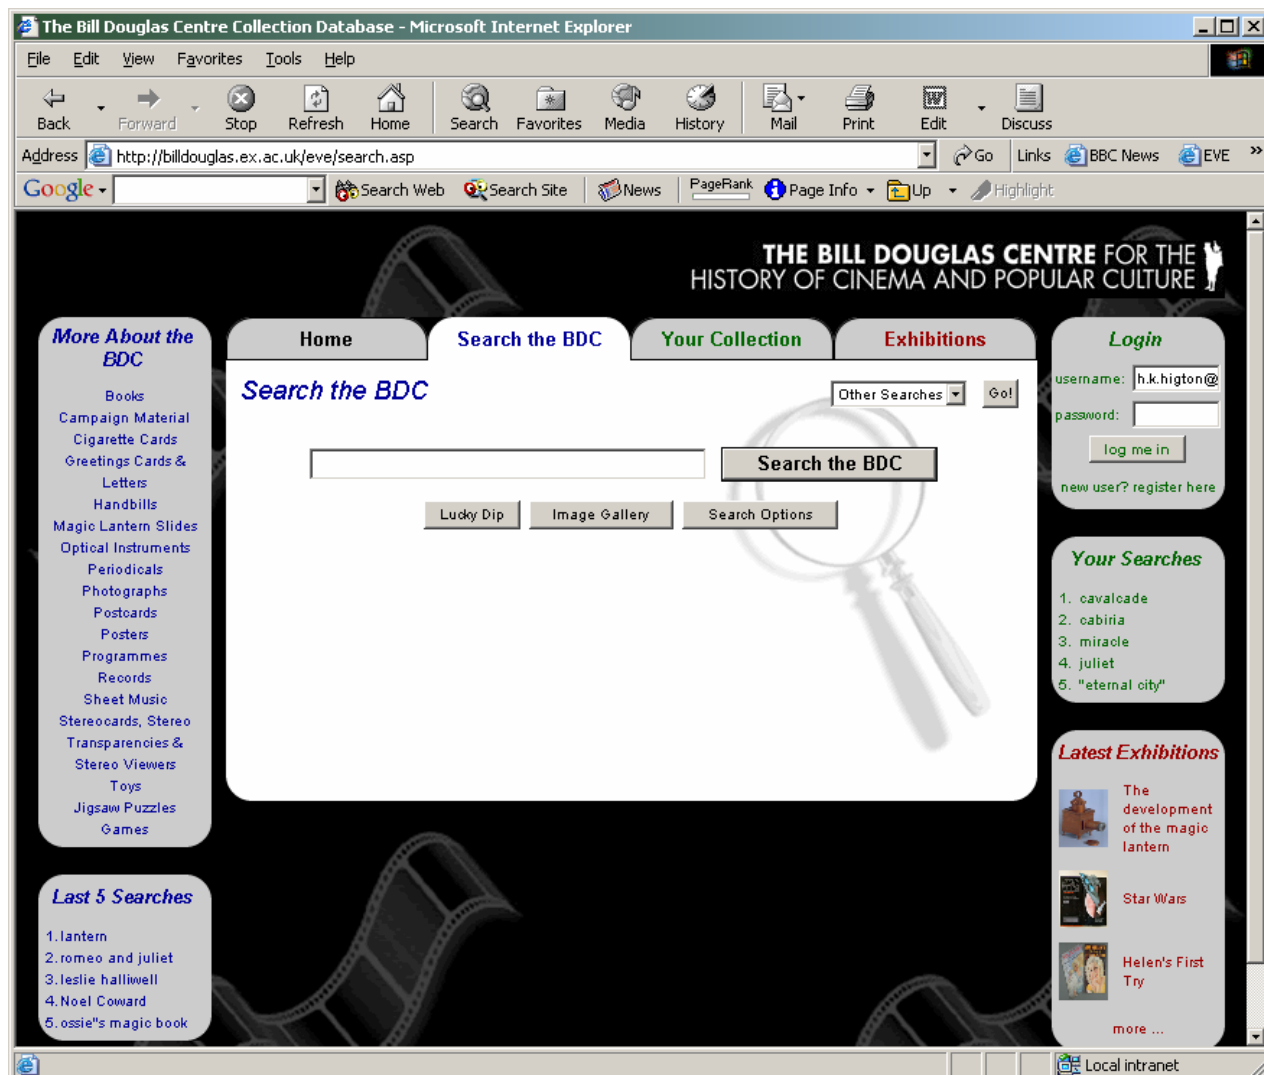 The Bill Douglas Centre Collection Database - Microsoft Internet Explorer
File Edit View Favorites Tools Help
Back Forward Stop Refresh Home Search Favorites Media History Mail Print Edit Discuss
Address http://billdouglas.ex.ac.uk/eve/search.asp Go Links BBC News EVE »
Google Search Web Search Site News PageRank Page Info Up Highlight
THE BILL DOUGLAS CENTRE FOR THE
HISTORY OF CINEMA AND POPULAR CULTURE
More About the
BDC
Books
Campaign Material
Cigarette Cards
Greetings Cards &
Letters
Handbills
Magic Lantern Slides
Optical Instruments
Periodicals
Photographs
Postcards
Posters
Programmes
Records
Sheet Music
Stereocards, Stereo
Transparencies &
Stereo Viewers
Toys
Jigsaw Puzzles
Games
Last 5 Searches
1. lantern
2. romeo and juliet
3. leslie halliwell
4. Noel Coward
5. ossie"s magic book
Home Search the BDC Your Collection Exhibitions
Search the BDC
Other Searches Go!
Search the BDC
Lucky Dip Image Gallery Search Options
Login
username: h.k.higton@
password:
log me in
new user? register here
Your Searches
1. cavalcade
2. cabiria
3. miracle
4. juliet
5. "eternal city"
Latest Exhibitions
The
development
of the magic
lantern
Star Wars
Helen's First
Try
more ...
Local intranet